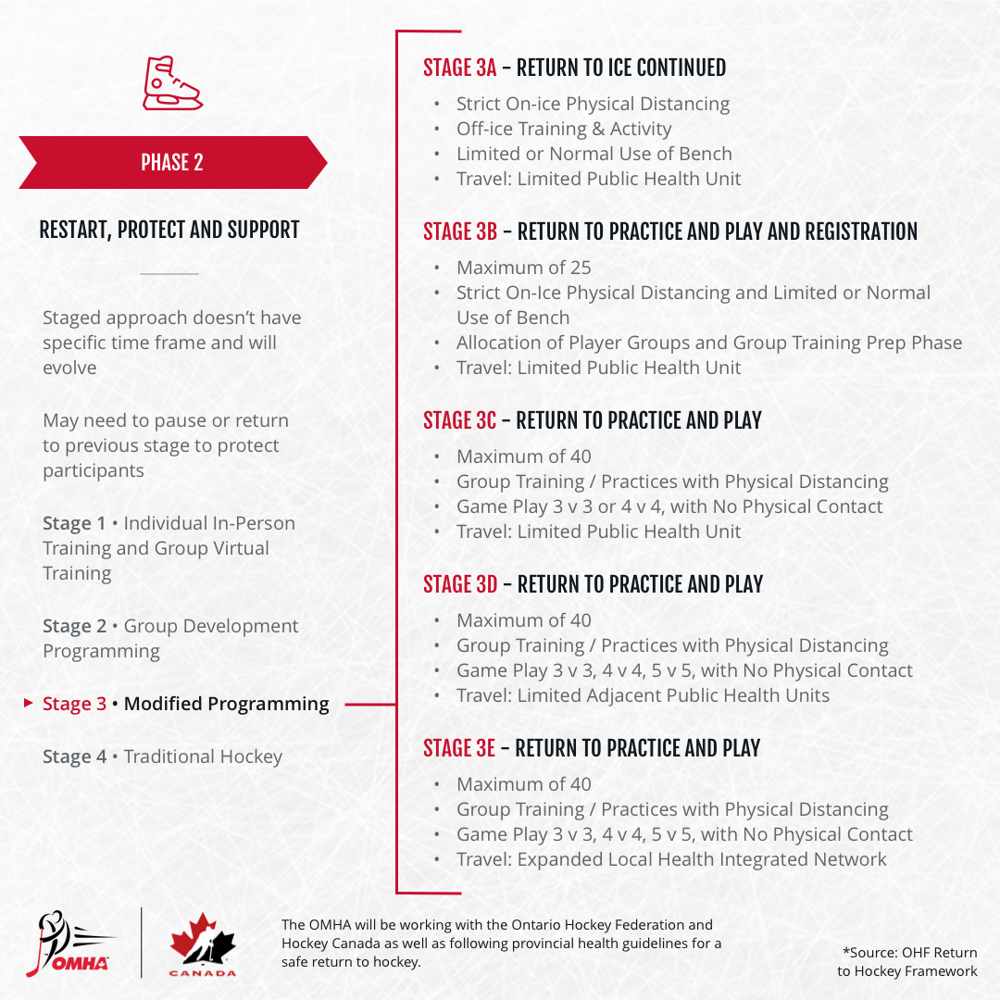 PHASE 2
RESTART, PROTECT AND SUPPORT
Staged approach doesn't have
specific time frame and will
evolve
May need to pause or return
to previous stage to protect
participants
Stage 1 • Individual In-Person
Training and Group Virtual
Training
Stage 2 • Group Development
Programming
Stage 3 • Modified Programming
Stage 4 • Traditional Hockey
STAGE 3A – RETURN TO ICE CONTINUED
• Strict On-ice Physical Distancing
• Off-ice Training & Activity
• Limited or Normal Use of Bench
• Travel: Limited Public Health Unit
STAGE 3B – RETURN TO PRACTICE AND PLAY AND REGISTRATION
• Maximum of 25
• Strict On-Ice Physical Distancing and Limited or Normal
Use of Bench
• Allocation of Player Groups and Group Training Prep Phase
• Travel: Limited Public Health Unit
STAGE 3C – RETURN TO PRACTICE AND PLAY
• Maximum of 40
• Group Training / Practices with Physical Distancing
• Game Play 3 v 3 or 4 v 4, with No Physical Contact
• Travel: Limited Public Health Unit
STAGE 3D – RETURN TO PRACTICE AND PLAY
• Maximum of 40
• Group Training / Practices with Physical Distancing
• Game Play 3 v 3, 4 v 4, 5 v 5, with No Physical Contact
• Travel: Limited Adjacent Public Health Units
STAGE 3E – RETURN TO PRACTICE AND PLAY
• Maximum of 40
• Group Training / Practices with Physical Distancing
• Game Play 3 v 3, 4 v 4, 5 v 5, with No Physical Contact
• Travel: Expanded Local Health Integrated Network
OMHA™
CANADA
The OMHA will be working with the Ontario Hockey Federation and
Hockey Canada as well as following provincial health guidelines for a
safe return to hockey.
*Source: OHF Return
to Hockey Framework